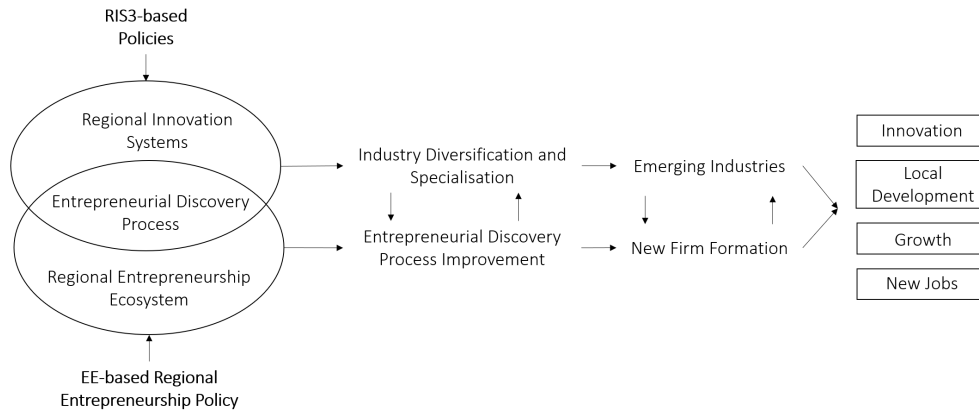 RIS3-based
Policies
Regional Innovation
Systems
Entrepreneurial Discovery
Process
Regional Entrepreneurship
Ecosystem
EE-based Regional
Entrepreneurship Policy
Industry Diversification and
Specialisation
Entrepreneurial Discovery
Process Improvement
Emerging Industries
New Firm Formation
Innovation
Local
Development
Growth
New Jobs